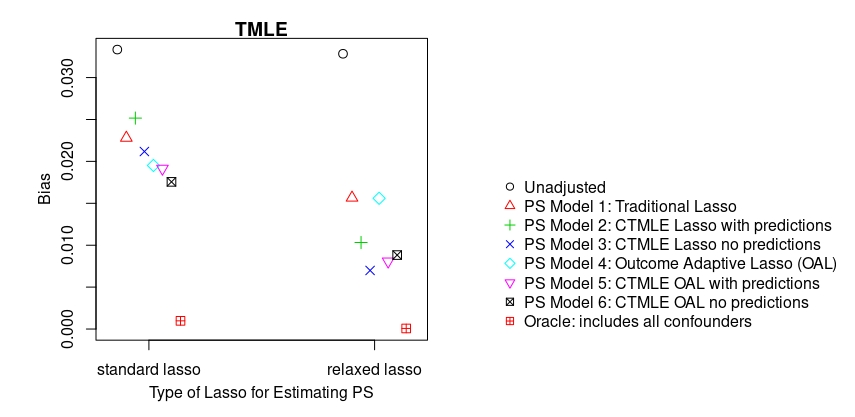 TMLE
Bias
0.030
0.020
0.010
0.000
standard lasso
relaxed lasso
Type of Lasso for Estimating PS
Unadjusted
PS Model 1: Traditional Lasso
PS Model 2: CTMLE Lasso with predictions
PS Model 3: CTMLE Lasso no predictions
PS Model 4: Outcome Adaptive Lasso (OAL)
PS Model 5: CTMLE OAL with predictions
PS Model 6: CTMLE OAL no predictions
Oracle: includes all confounders